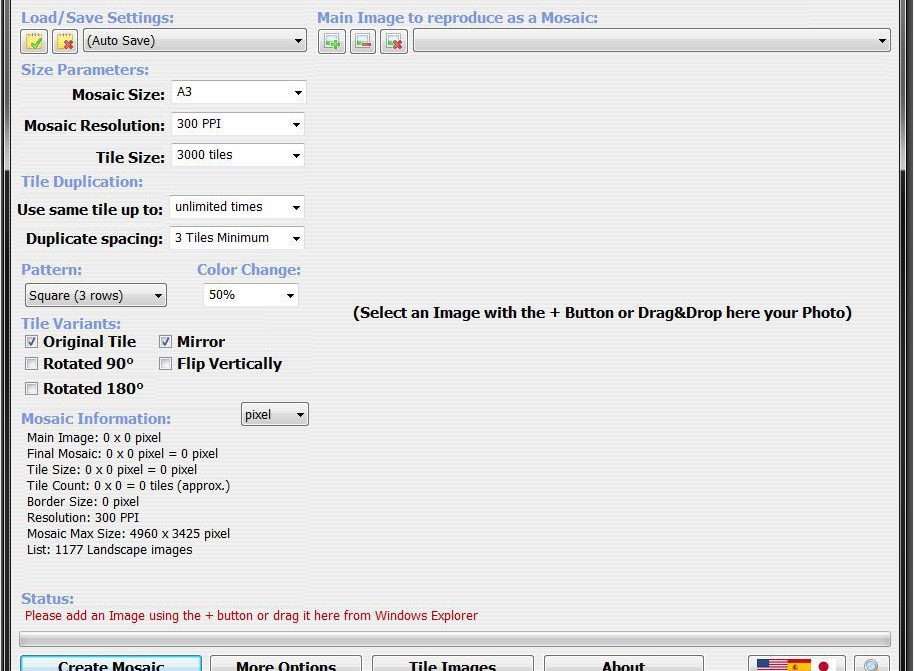 Load/Save Settings:
Main Image to reproduce as a Mosaic:
(Auto Save)
Size Parameters:
Mosaic Size: A3
Mosaic Resolution: 300 PPI
Tile Size: 3000 tiles
Tile Duplication:
Use same tile up to: unlimited times
Duplicate spacing: 3 Tiles Minimum
Pattern:
Color Change:
Square (3 rows)
50%
(Select an Image with the + Button or Drag&Drop here your Photo)
Tile Variants:
Original Tile
Mirror
Rotated 90º
Flip Vertically
Rotated 180º
Mosaic Information:
pixel
Main Image: 0 x 0 pixel
Final Mosaic: 0 x 0 pixel = 0 pixel
Tile Size: 0 x 0 pixel = 0 pixel
Tile Count: 0 x 0 = 0 tiles (approx.)
Border Size: 0 pixel
Resolution: 300 PPI
Mosaic Max Size: 4960 x 3425 pixel
List: 1177 Landscape images
Status:
Please add an Image using the + button or drag it here from Windows Explorer
Create Mosaic
More Options
Tile Images
About